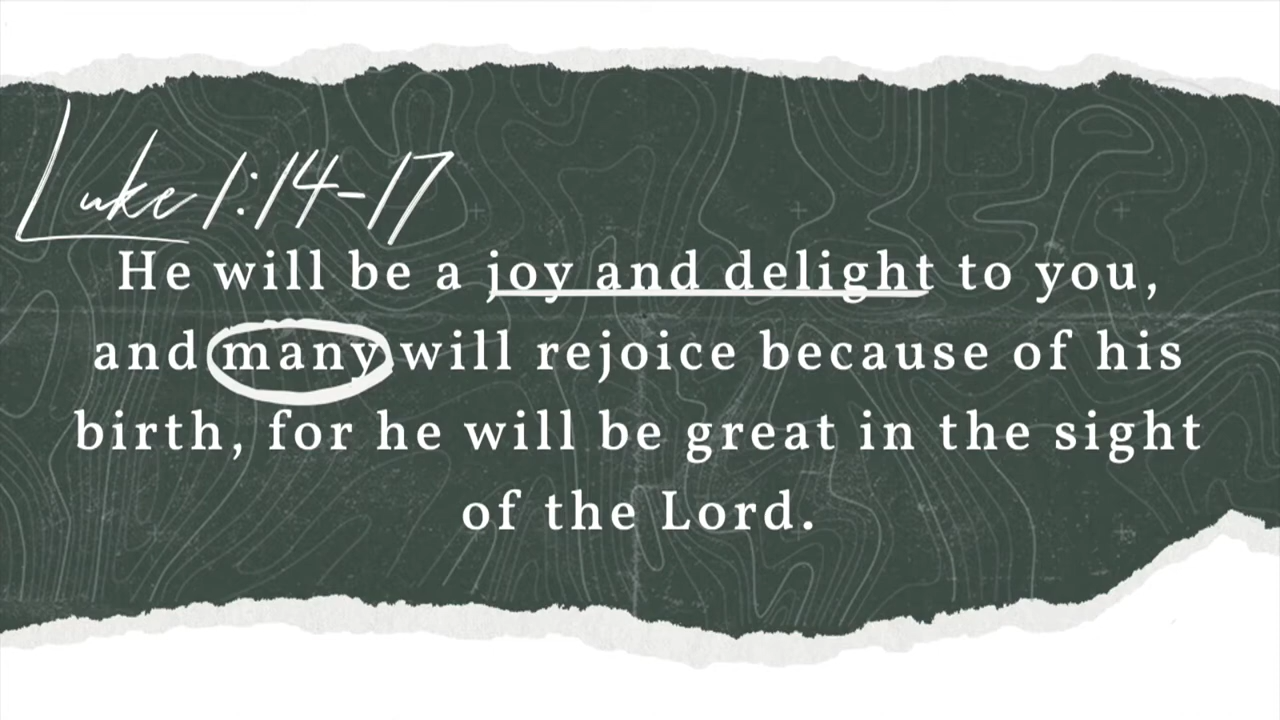 Luke 1:14-17
He will be a joy and delight to you,
and many will rejoice because of his
birth, for he will be great in the sight
of the Lord.